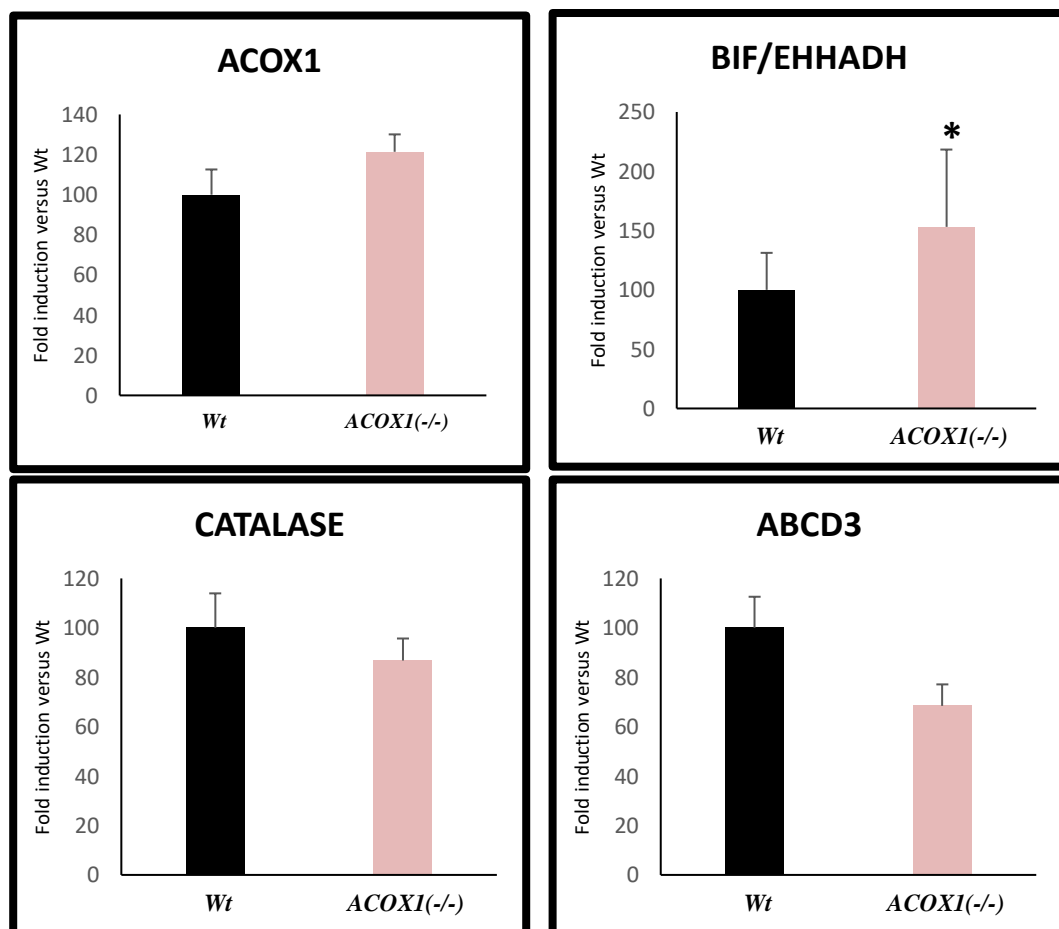 ACOX1
Fold induction versus Wt
140
120
100
80
60
40
20
0
Wt
ACOX1(-/-)
BIF/EHHADH
Fold induction versus Wt
250
200
150
100
50
0
*
Wt
ACOX1(-/-)
CATALASE
Fold induction versus Wt
120
100
80
60
40
20
0
Wt
ACOX1(-/-)
ABCD3
Fold induction versus Wt
120
100
80
60
40
20
0
Wt
ACOX1(-/-)